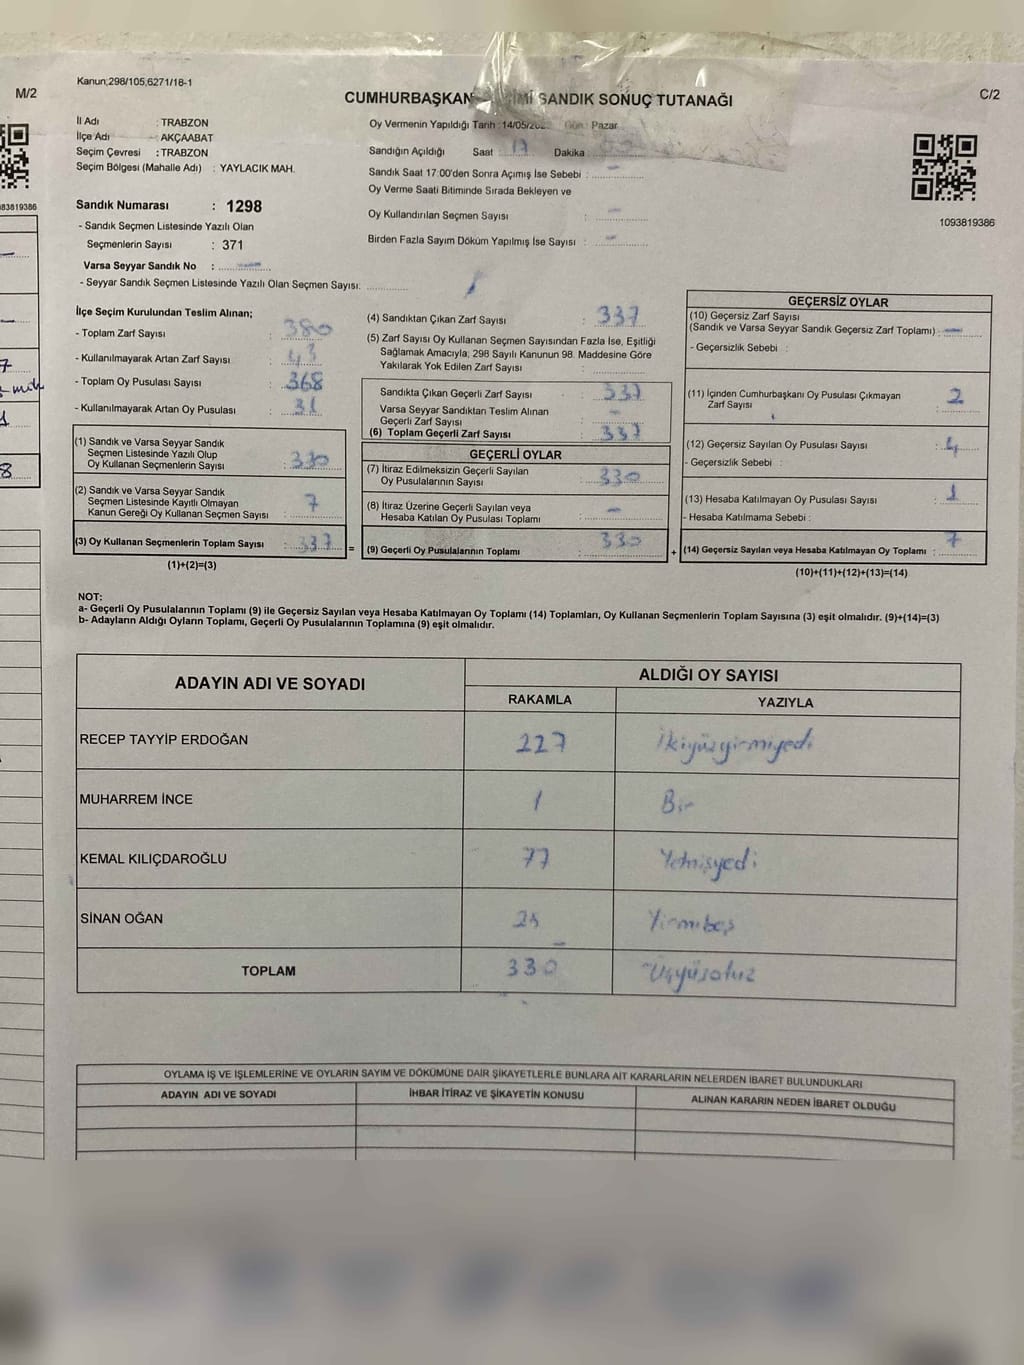 Kanun;298/105,6271/18-1
M/2
C/2
CUMHURBAŞKAN SANDIK SONUÇ TUTANAĞI
İl Adı : TRABZON
İlçe Adı : AKÇAABAT
Seçim Çevresi : TRABZON
Seçim Bölgesi (Mahalle Adı) : YAYLACIK MAH.
Sandık Numarası : 1298
- Sandık Seçmen Listesinde Yazılı Olan
Seçmenlerin Sayısı : 371
Varsa Seyyar Sandık No : —
- Seyyar Sandık Seçmen Listesinde Yazılı Olan Seçmen Sayısı:
Oy Vermenin Yapıldığı Tarih : 14/05/202 Gün : Pazar
Sandığın Açıldığı Saat : 17 Dakika :
Sandık Saat 17:00'den Sonra Açımış İse Sebebi : —
Oy Verme Saati Bitiminde Sırada Bekleyen ve
Oy Kullandırılan Seçmen Sayısı : —
Birden Fazla Sayım Döküm Yapılmış İse Sayısı : —
83819386
1093819386
İlçe Seçim Kurulundan Teslim Alınan;
- Toplam Zarf Sayısı : 380
- Kullanılmayarak Artan Zarf Sayısı : 43
- Toplam Oy Pusulası Sayısı : 368
- Kullanılmayarak Artan Oy Pusulası : 31
(1) Sandık ve Varsa Seyyar Sandık
Seçmen Listesinde Yazılı Olup
Oy Kullanan Seçmenlerin Sayısı : 330
(2) Sandık ve Varsa Seyyar Sandık
Seçmen Listesinde Kayıtlı Olmayan
Kanun Gereği Oy Kullanan Seçmen Sayısı : 7
(3) Oy Kullanan Seçmenlerin Toplam Sayısı : 337 =
(1)+(2)=(3)
(4) Sandıktan Çıkan Zarf Sayısı : 337
(5) Zarf Sayısı Oy Kullanan Seçmen Sayısından Fazla İse, Eşitliği
Sağlamak Amacıyla; 298 Sayılı Kanunun 98. Maddesine Göre
Yakılarak Yok Edilen Zarf Sayısı :
Sandıkta Çıkan Geçerli Zarf Sayısı : 337
Varsa Seyyar Sandıktan Teslim Alınan
Geçerli Zarf Sayısı : —
(6) Toplam Geçerli Zarf Sayısı : 337
GEÇERLİ OYLAR
(7) İtiraz Edilmeksizin Geçerli Sayılan
Oy Pusulalarının Sayısı : 330
(8) İtiraz Üzerine Geçerli Sayılan veya
Hesaba Katılan Oy Pusulası Toplamı : —
(9) Geçerli Oy Pusulalarının Toplamı : 330 +
GEÇERSİZ OYLAR
(10) Geçersiz Zarf Sayısı
(Sandık ve Varsa Seyyar Sandık Geçersiz Zarf Toplamı) : —
- Geçersizlik Sebebi :
(11) İçinden Cumhurbaşkanı Oy Pusulası Çıkmayan
Zarf Sayısı : 2
(12) Geçersiz Sayılan Oy Pusulası Sayısı : 4
- Geçersizlik Sebebi :
(13) Hesaba Katılmayan Oy Pusulası Sayısı : 1
- Hesaba Katılmama Sebebi :
(14) Geçersiz Sayılan veya Hesaba Katılmayan Oy Toplamı : 7
(10)+(11)+(12)+(13)=(14)
NOT:
a- Geçerli Oy Pusulalarının Toplamı (9) ile Geçersiz Sayılan veya Hesaba Katılmayan Oy Toplamı (14) Toplamları, Oy Kullanan Seçmenlerin Toplam Sayısına (3) eşit olmalıdır. (9)+(14)=(3)
b- Adayların Aldığı Oyların Toplamı, Geçerli Oy Pusulalarının Toplamına (9) eşit olmalıdır.
ADAYIN ADI VE SOYADI ALDIĞI OY SAYISI
RAKAMLA YAZIYLA
RECEP TAYYİP ERDOĞAN 227 İkiyüzyirmiyedi
MUHARREM İNCE 1 Bir
KEMAL KILIÇDAROĞLU 77 Yetmişyedi
SİNAN OĞAN 25 Yirmibeş
TOPLAM 330 Üçyüzotuz
OYLAMA İŞ VE İŞLEMLERİNE VE OYLARIN SAYIM VE DÖKÜMÜNE DAİR ŞİKAYETLERLE BUNLARA AİT KARARLARIN NELERDEN İBARET BULUNDUKLARI
ADAYIN ADI VE SOYADI İHBAR İTİRAZ VE ŞİKAYETİN KONUSU ALINAN KARARIN NEDEN İBARET OLDUĞU